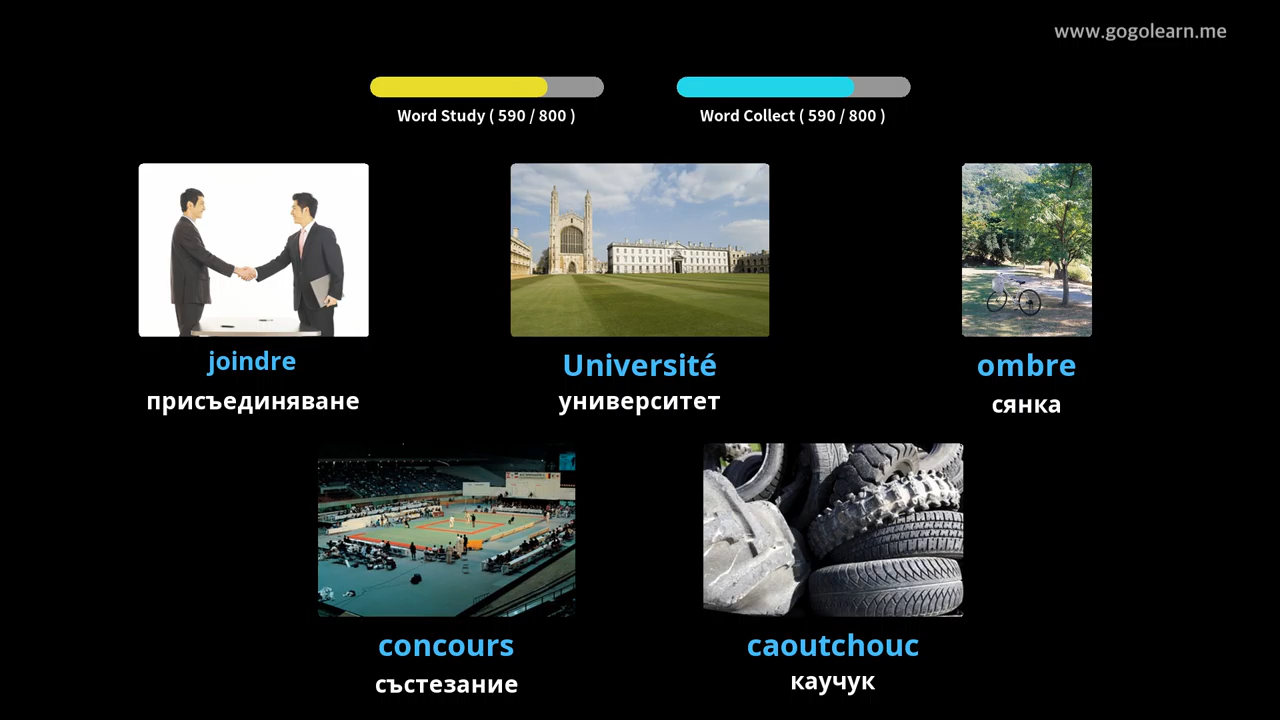 www.gogolearn.me
Word Study ( 590 / 800 )
Word Collect ( 590 / 800 )
joindre
Université
ombre
присъединяване
университет
сянка
concours
caoutchouc
състезание
каучук